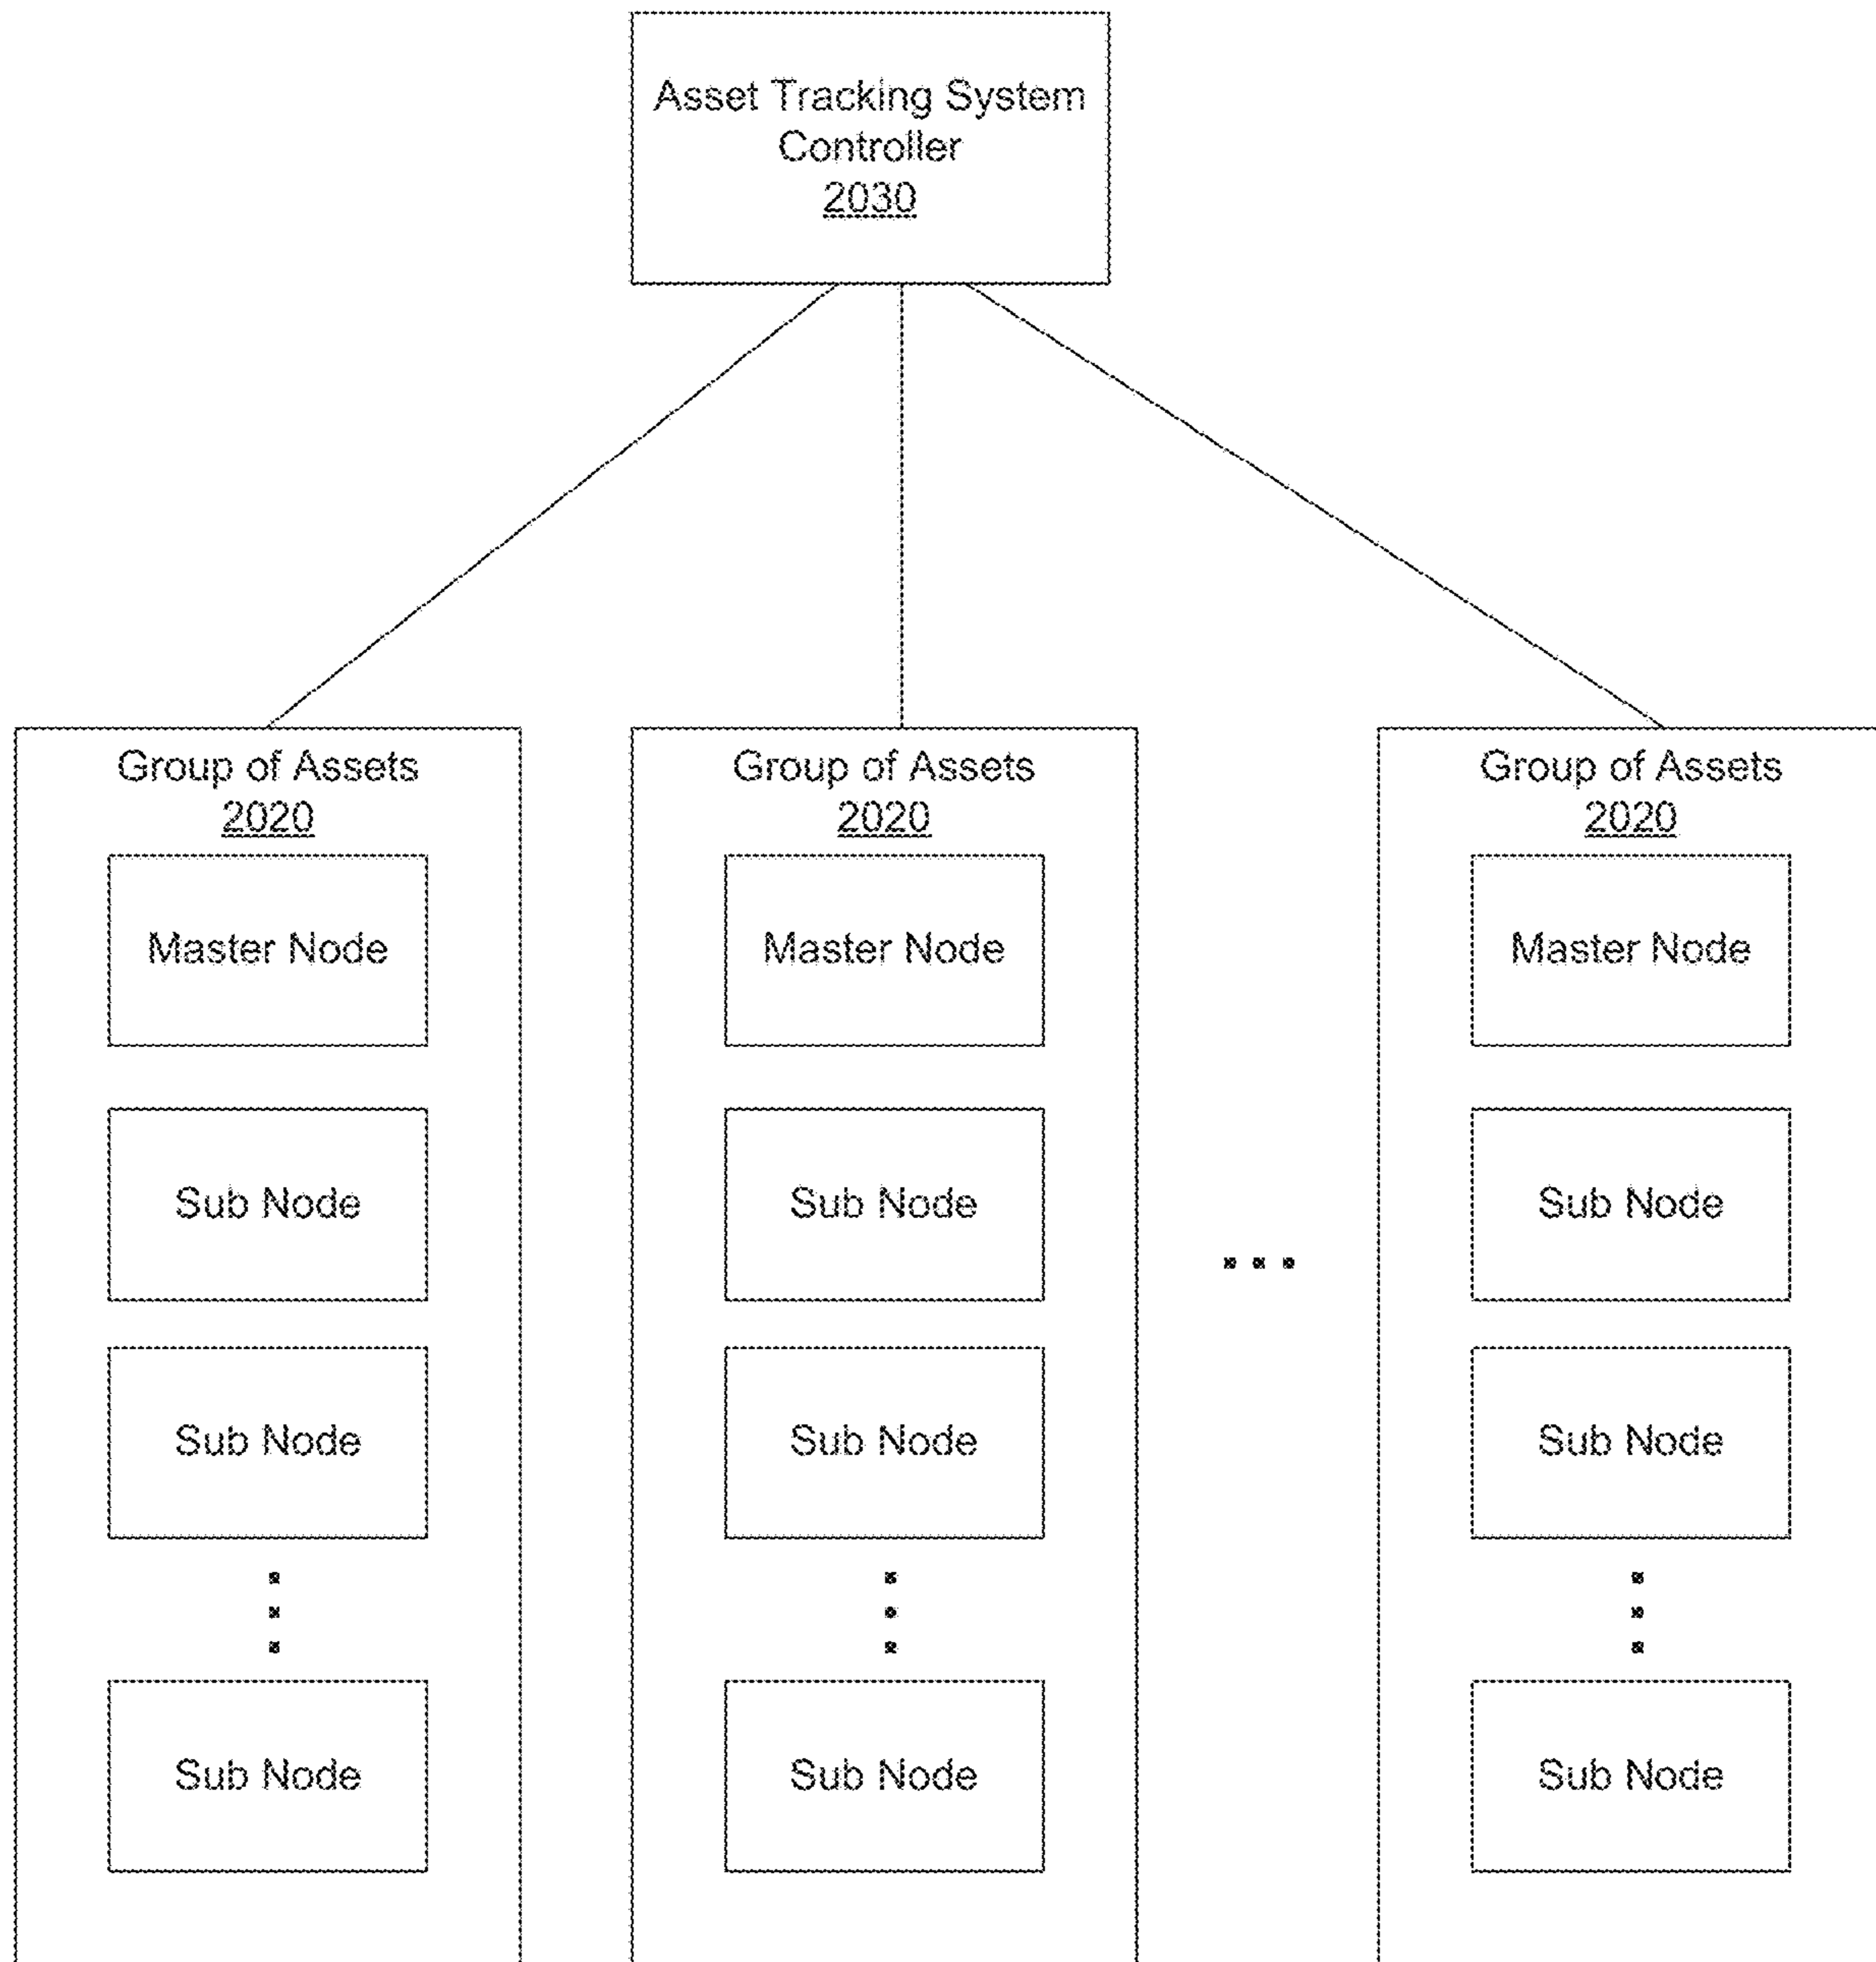 Asset Tracking System
Controller
2030
Group of Assets
2020
Master Node
Sub Node
Sub Node
Sub Node
Group of Assets
2020
Master Node
Sub Node
Sub Node
Sub Node
Group of Assets
2020
Master Node
Sub Node
Sub Node
Sub Node